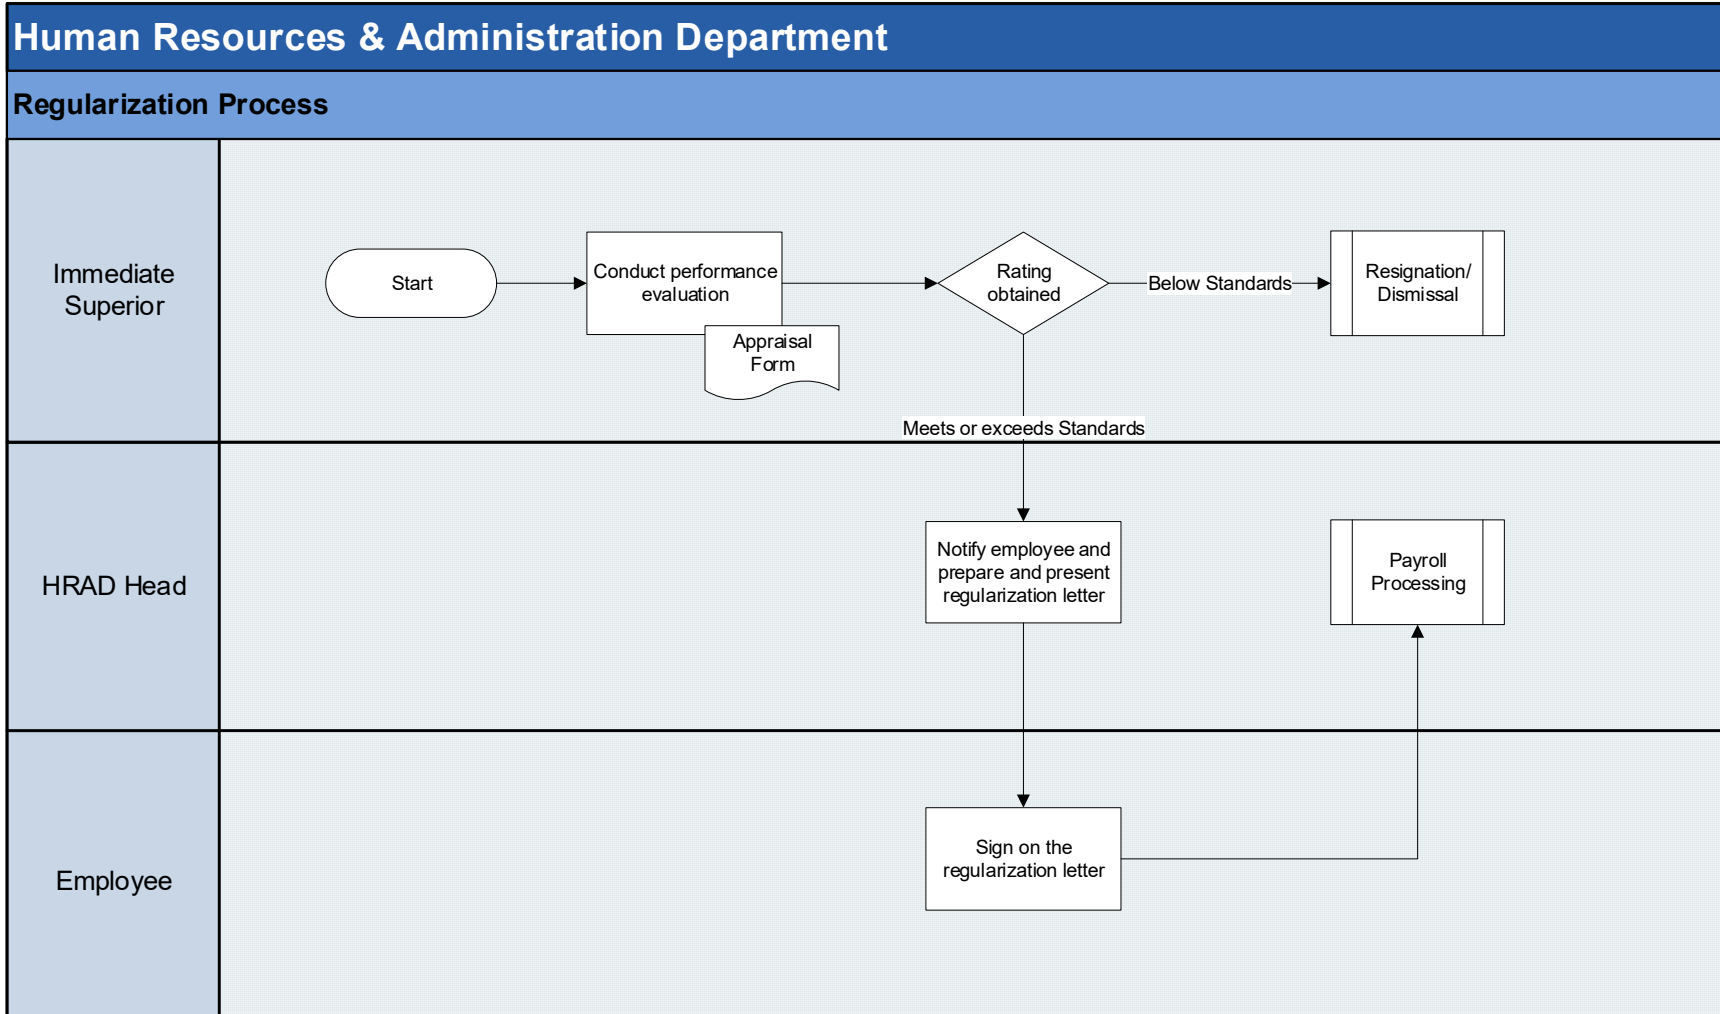 Human Resources & Administration Department
Regularization Process
Immediate
Superior
Start
Conduct performance
evaluation
Appraisal
Form
Rating
obtained
Below Standards
Resignation/
Dismissal
Meets or exceeds Standards
HRAD Head
Notify employee and
prepare and present
regularization letter
Payroll
Processing
Employee
Sign on the
regularization letter